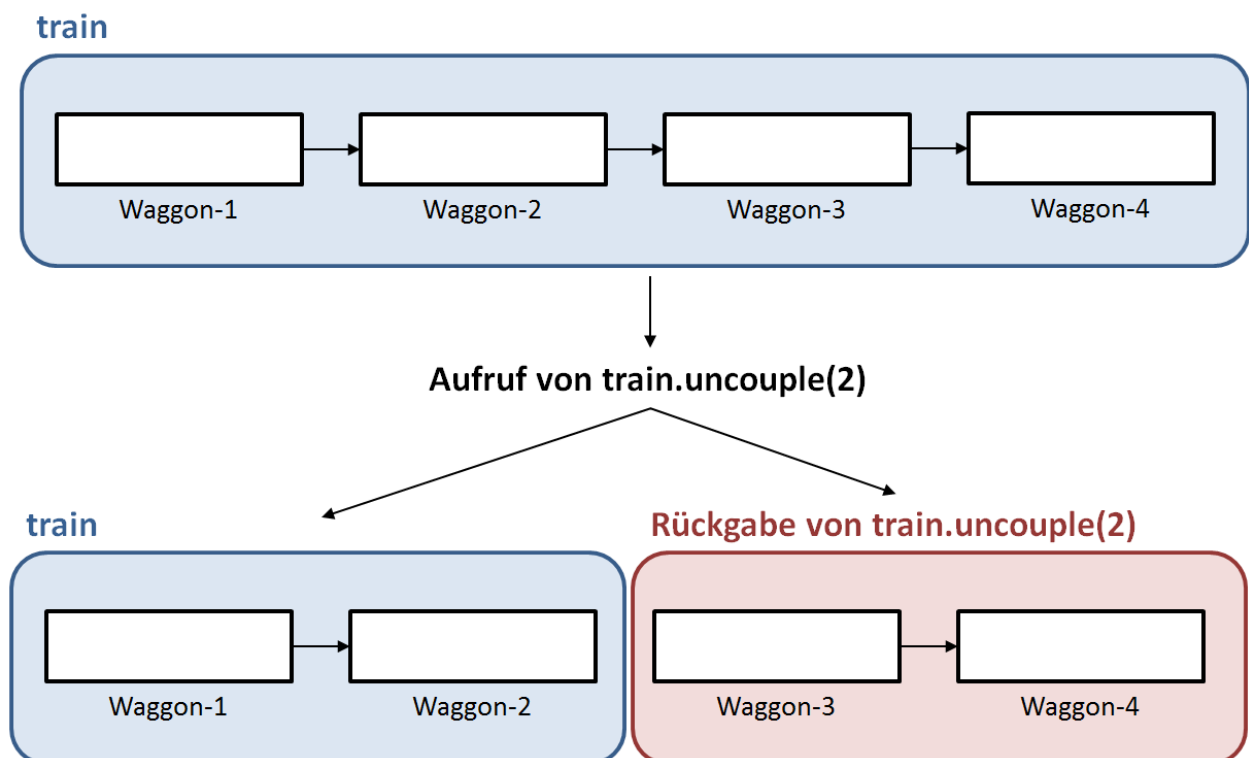 train
Waggon-1
Waggon-2
Waggon-3
Waggon-4
Aufruf von train.uncouple(2)
train
Rückgabe von train.uncouple(2)
Waggon-1
Waggon-2
Waggon-3
Waggon-4